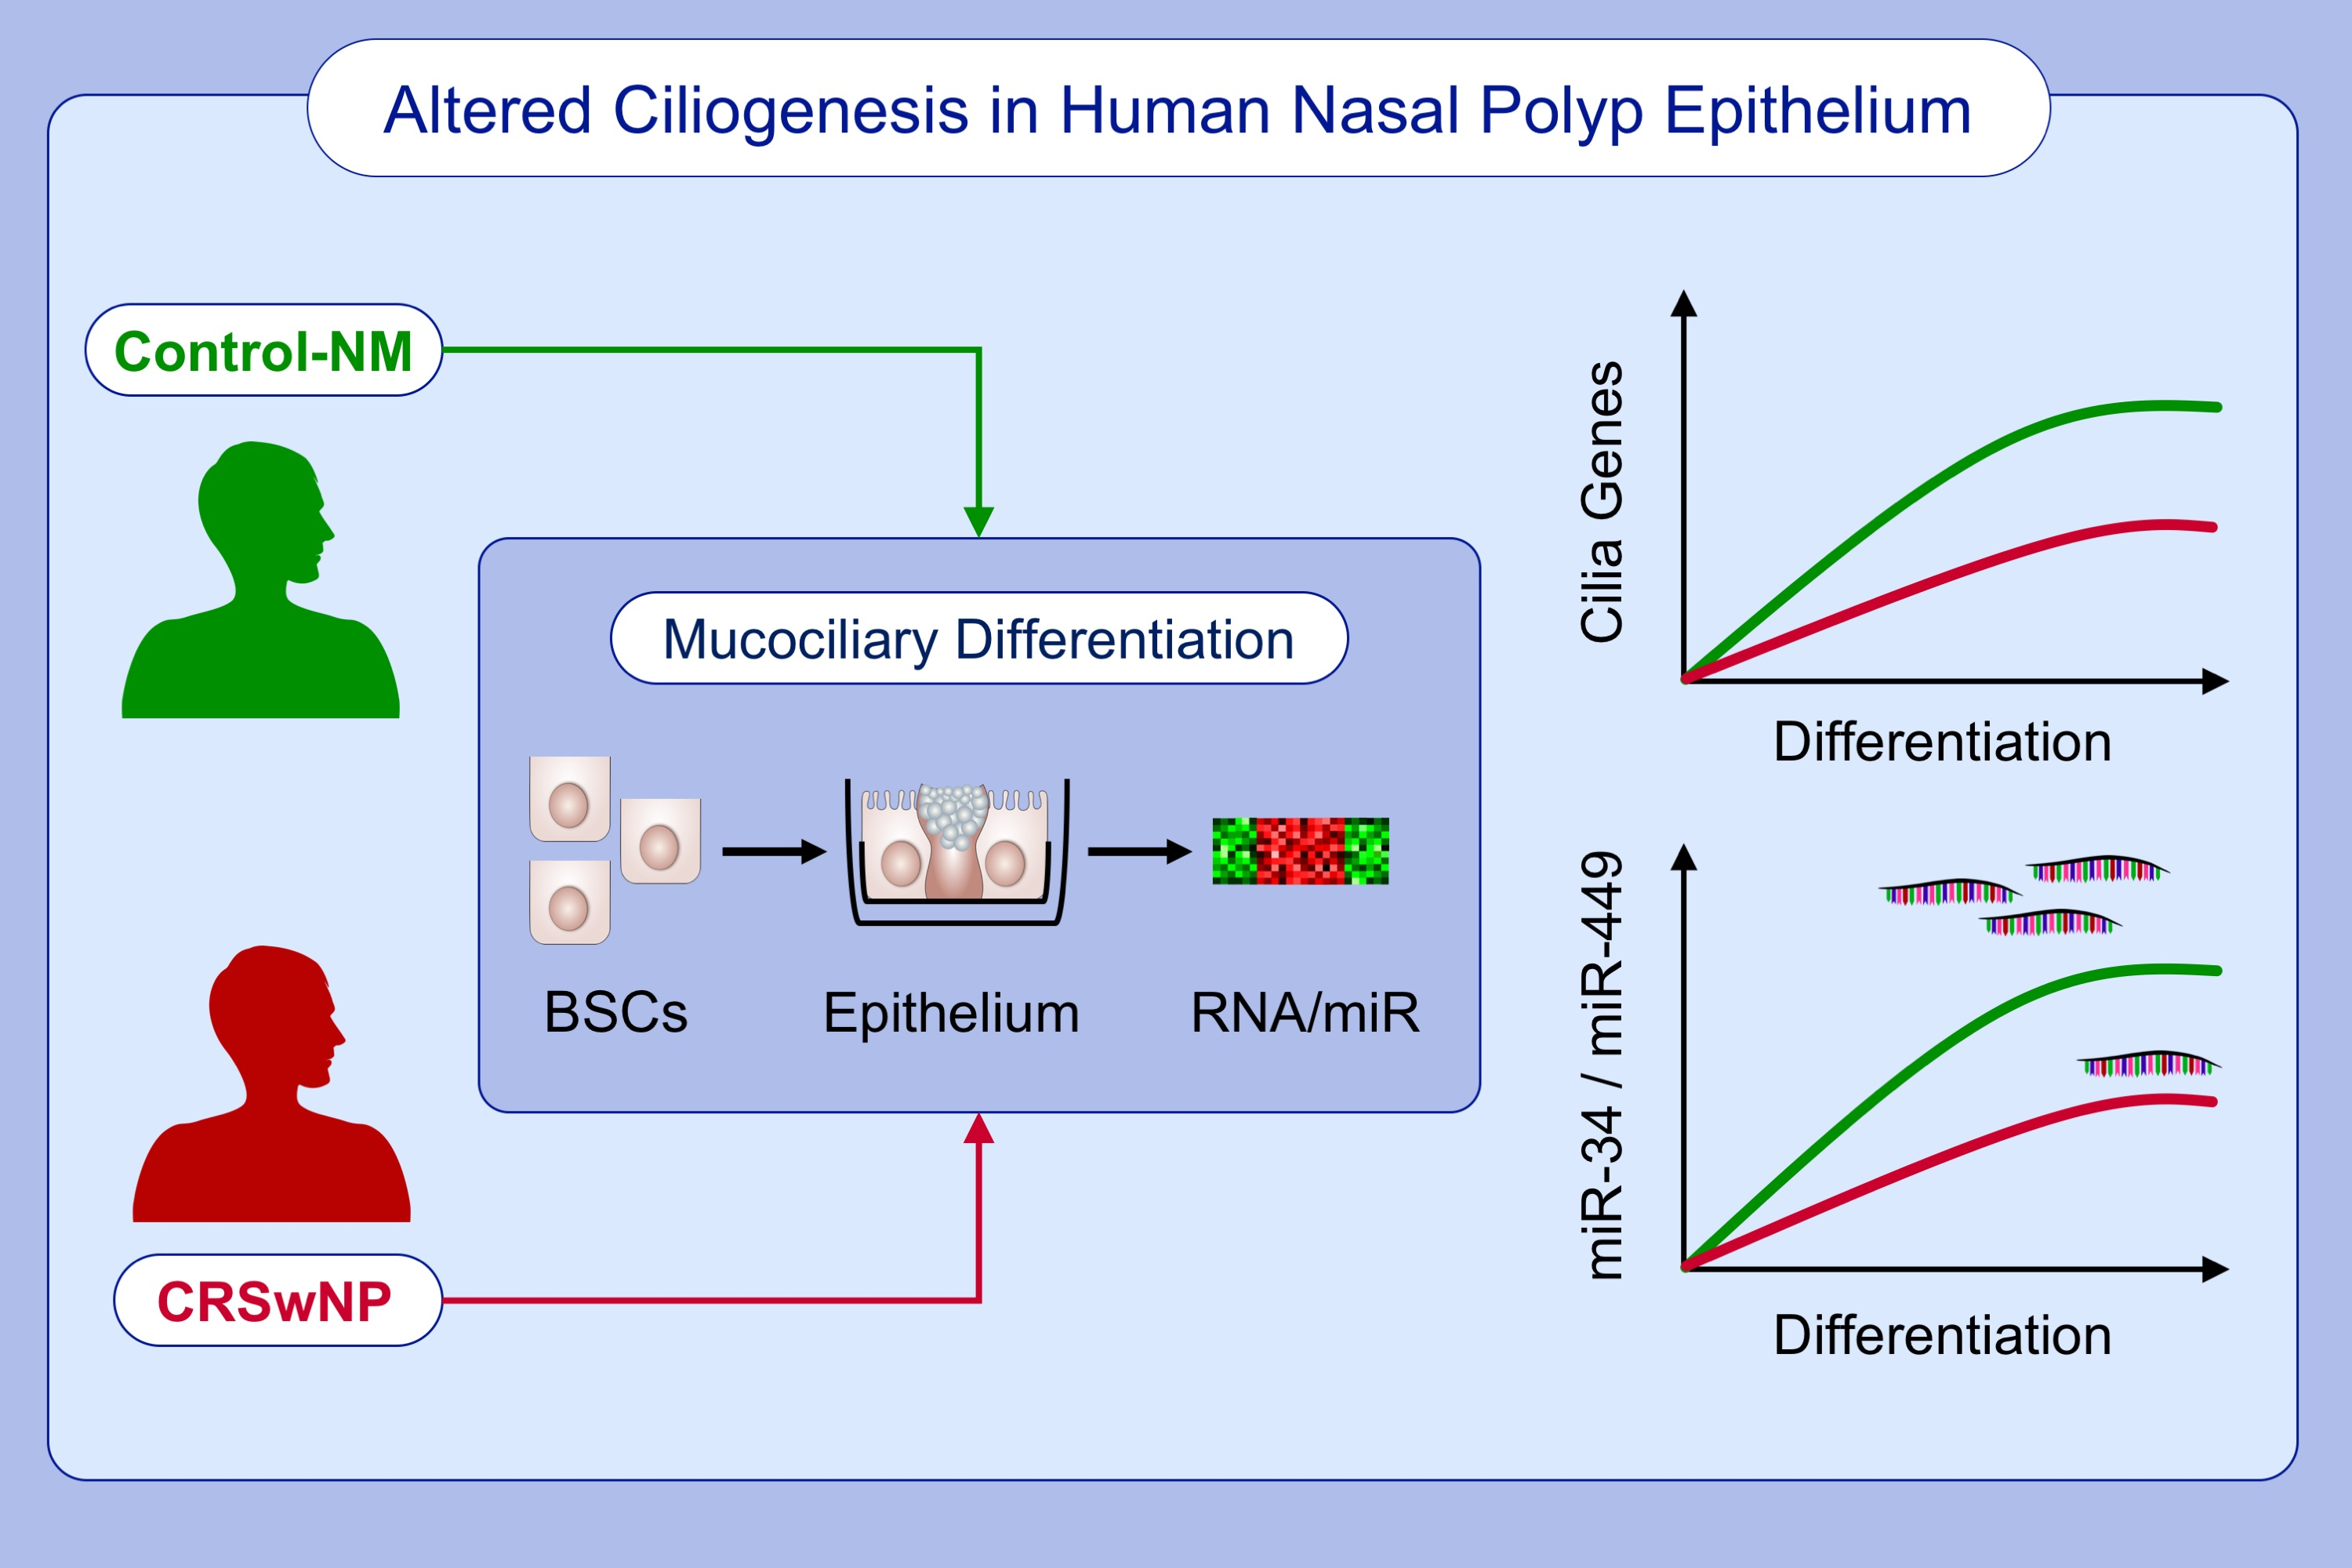 Altered Ciliogenesis in Human Nasal Polyp Epithelium
Control-NM
CRSwNP
Mucociliary Differentiation
BSCs
Epithelium
RNA/miR
Cilia Genes
Differentiation
miR-34 / miR-449
Differentiation